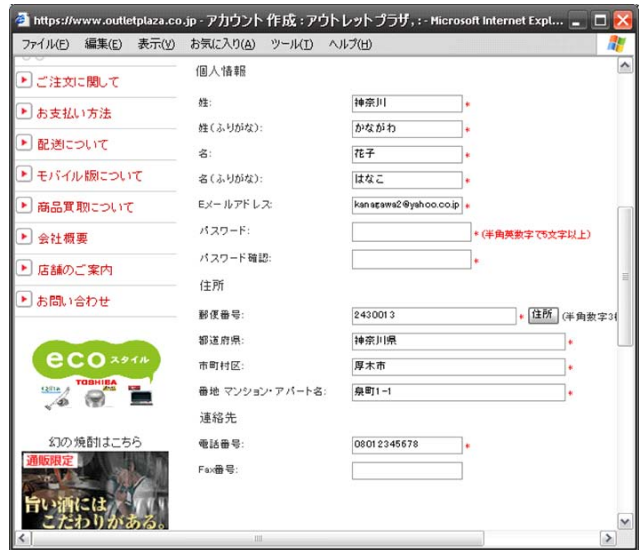 https://www.outletplaza.co.jp - アカウント 作成 : アウトレットプラザ, : - Microsoft Internet Expl...
ファイル(F) 編集(E) 表示(V) お気に入り(A) ツール(T) ヘルプ(H)
ご注文に関して
お支払い方法
配送について
モバイル版について
商品買取について
会社概要
店舗のご案内
お問い合わせ
eco スタイル
TOSHIBA
幻の焼酎はこちら
通販限定
旨い酒には
こだわりがある。
個人情報
姓: 神奈川 *
姓(ふりがな): かながわ *
名: 花子 *
名(ふりがな): はなこ *
Eメールアドレス: kanagawa2@yahoo.co.jp *
パスワード: * (半角英数字で5文字以上)
パスワード確認: *
住所
郵便番号: 2430013 * 住所 (半角数字3
都道府県: 神奈川県 *
市町村区: 厚木市 *
番地 マンション・アパート名: 泉町1-1 *
連絡先
電話番号: 08012345678 *
Fax番号: